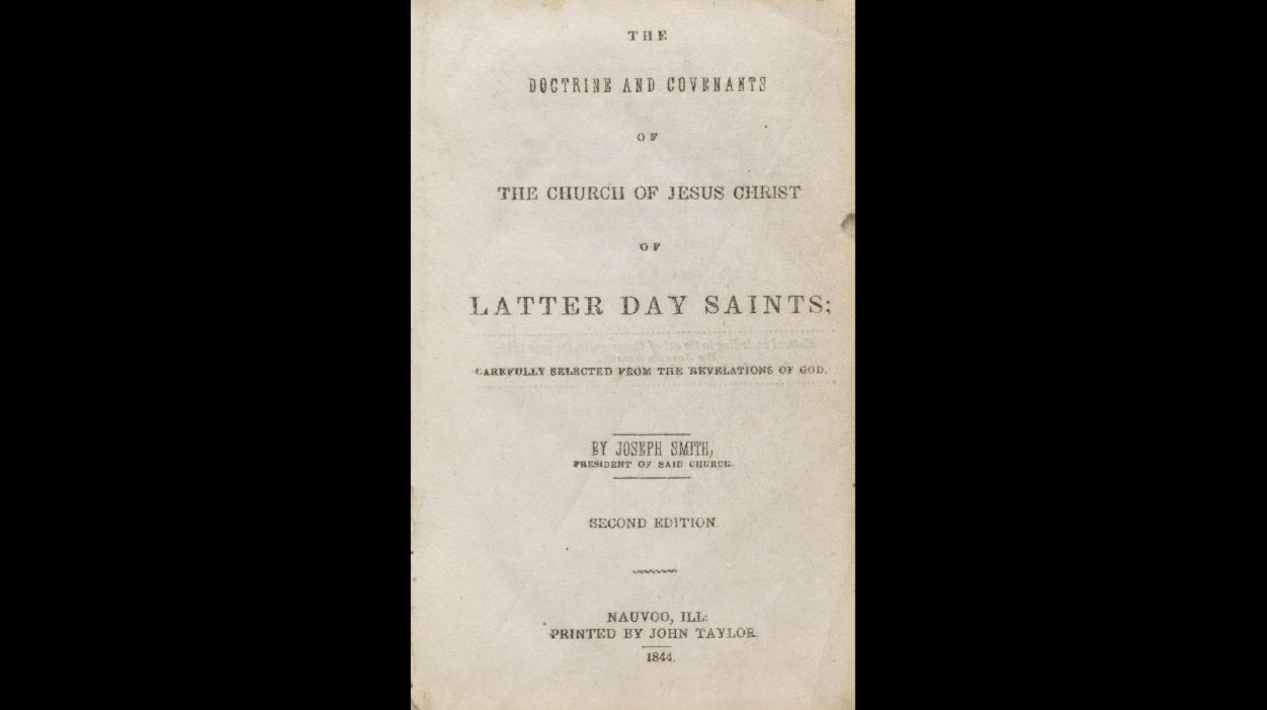 THE
DOCTRINE AND COVENANTS
OF
THE CHURCH OF JESUS CHRIST
OF
LATTER DAY SAINTS;
CAREFULLY SELECTED FROM THE REVELATIONS OF GOD.
BY JOSEPH SMITH,
PRESIDENT OF SAID CHURCH.
SECOND EDITION
NAUVOO, ILL:
PRINTED BY JOHN TAYLOR.
1844.